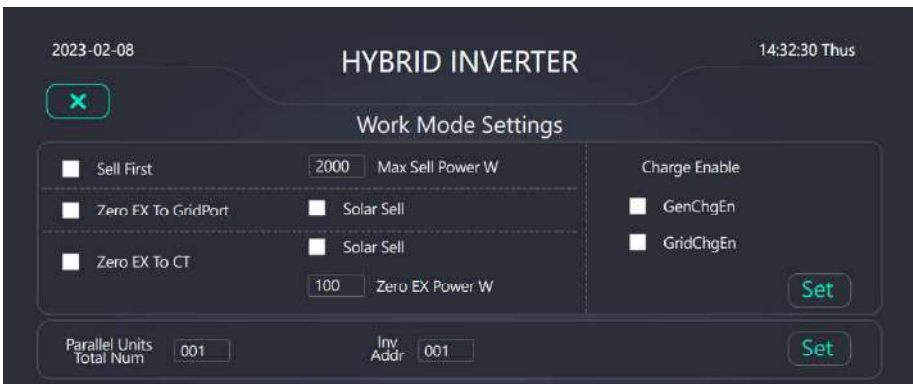 2023-02-08
HYBRID INVERTER
14:32:30 Thus
Work Mode Settings
Sell First
2000 Max Sell Power W
Charge Enable
Zero EX To GridPort
Solar Sell
GenChgEn
Zero EX To CT
Solar Sell
GridChgEn
100 Zero EX Power W
Set
Parallel Units
Total Num 001
Inv
Addr 001
Set